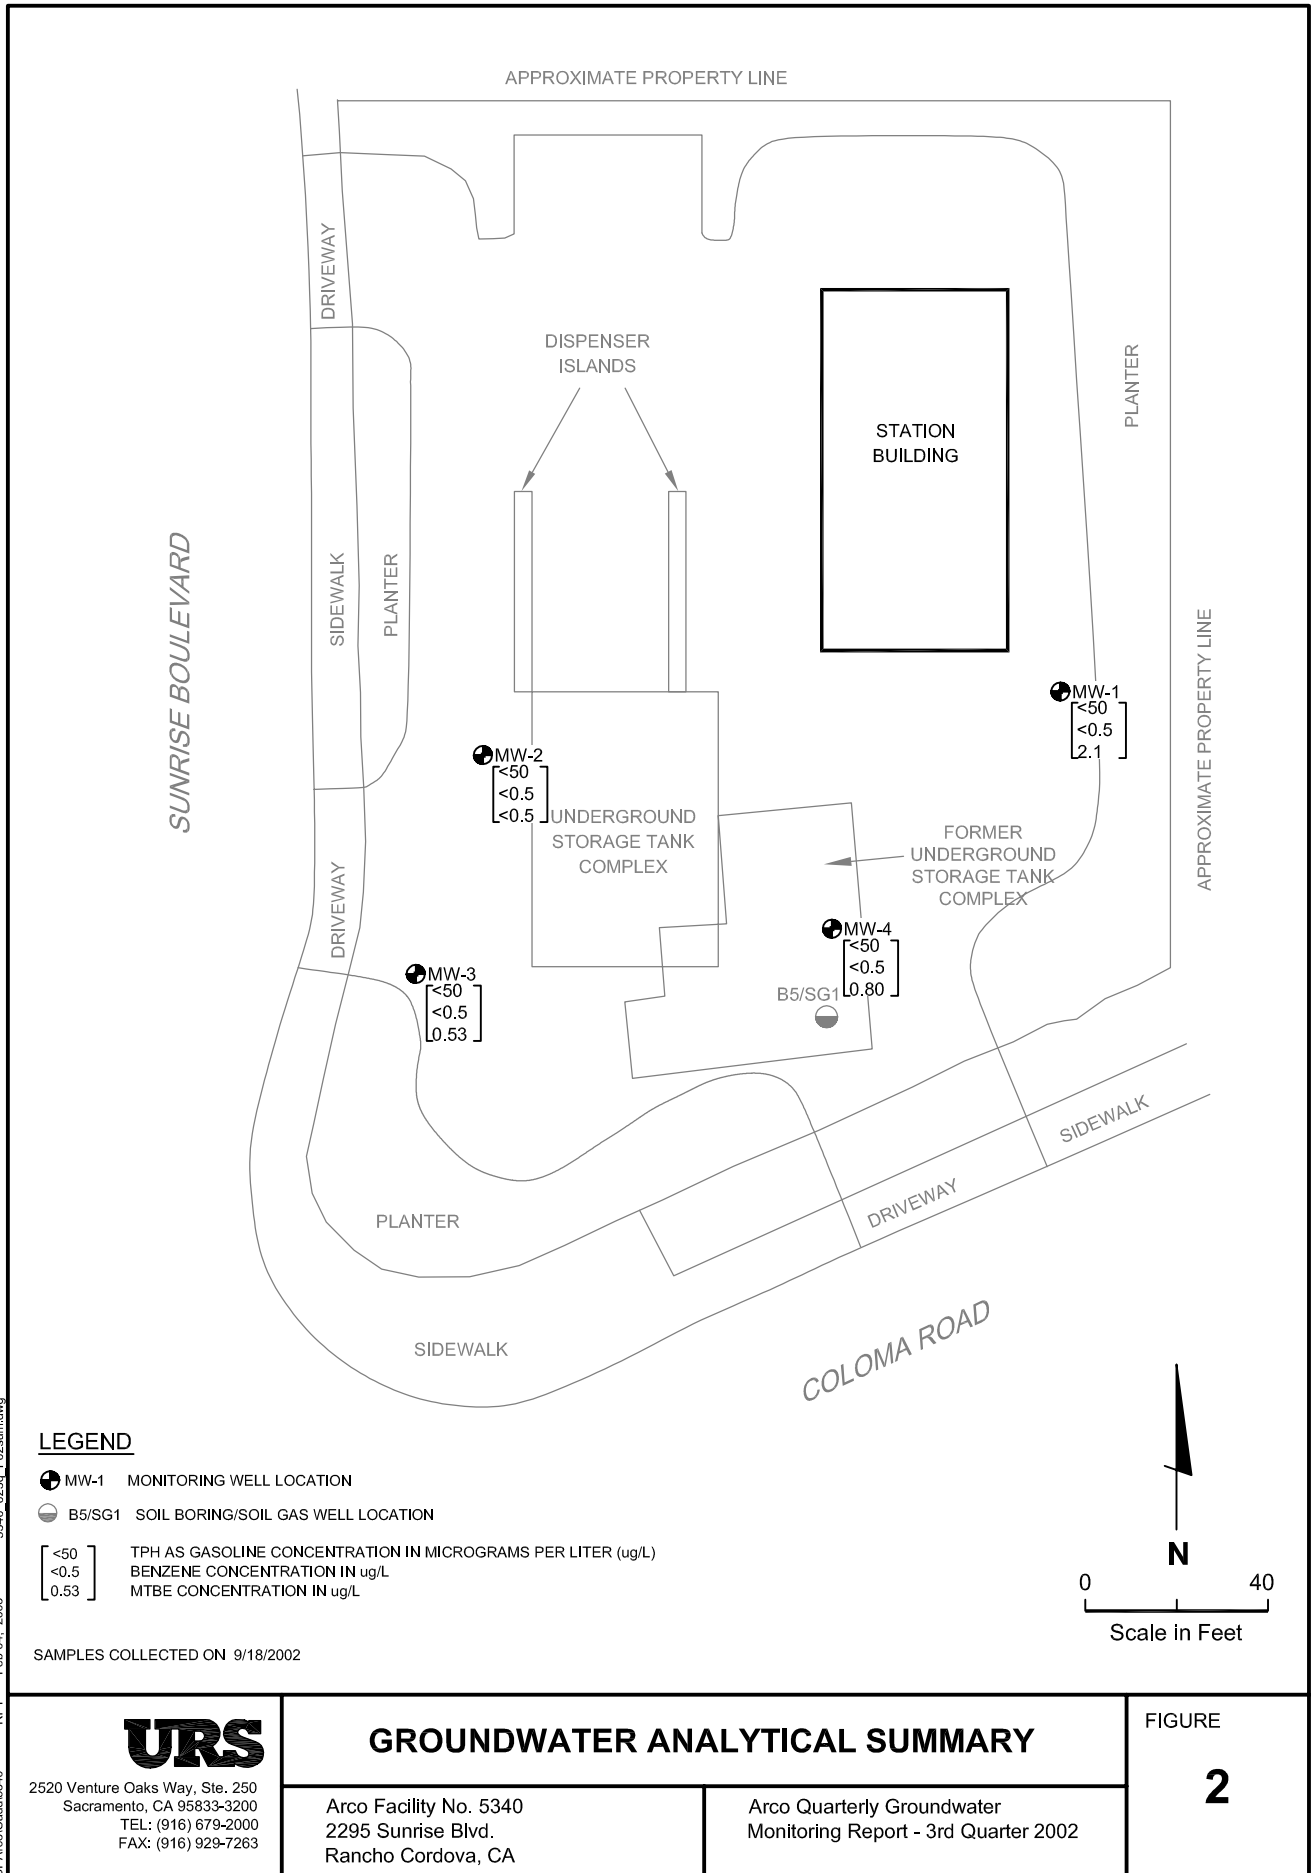 APPROXIMATE PROPERTY LINE
DRIVEWAY
DISPENSER
ISLANDS
STATION
BUILDING
PLANTER
SUNRISE BOULEVARD
SIDEWALK
PLANTER
APPROXIMATE PROPERTY LINE
MW-1
<50
<0.5
2.1
MW-2
<50
<0.5
<0.5
UNDERGROUND
STORAGE TANK
COMPLEX
FORMER
UNDERGROUND
STORAGE TANK
COMPLEX
DRIVEWAY
MW-4
<50
<0.5
0.80
MW-3
<50
<0.5
0.53
B5/SG1
SIDEWALK
DRIVEWAY
PLANTER
SIDEWALK
COLOMA ROAD
LEGEND
MW-1 MONITORING WELL LOCATION
B5/SG1 SOIL BORING/SOIL GAS WELL LOCATION
<50 TPH AS GASOLINE CONCENTRATION IN MICROGRAMS PER LITER (ug/L)
<0.5 BENZENE CONCENTRATION IN ug/L
0.53 MTBE CONCENTRATION IN ug/L
N
0 40
Scale in Feet
SAMPLES COLLECTED ON 9/18/2002
URS
2520 Venture Oaks Way, Ste. 250
Sacramento, CA 95833-3200
TEL: (916) 679-2000
FAX: (916) 929-7263
GROUNDWATER ANALYTICAL SUMMARY
Arco Facility No. 5340
2295 Sunrise Blvd.
Rancho Cordova, CA
Arco Quarterly Groundwater
Monitoring Report - 3rd Quarter 2002
FIGURE
2